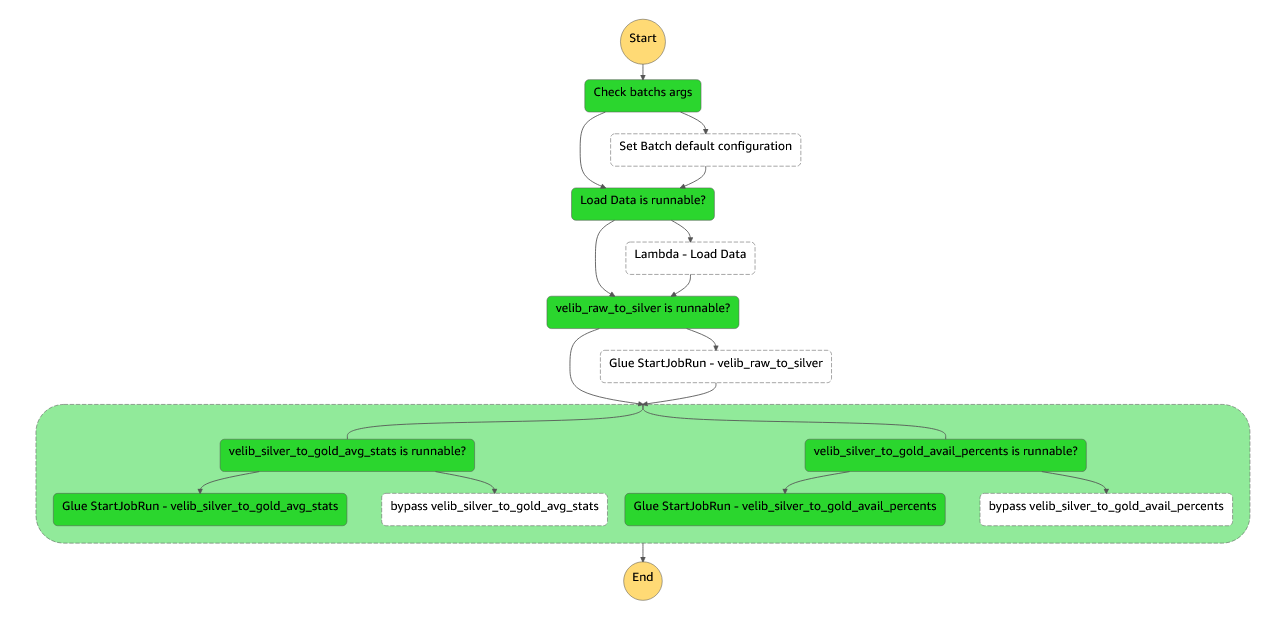 Start
Check batchs args
Set Batch default configuration
Load Data is runnable?
Lambda - Load Data
velib_raw_to_silver is runnable?
Glue StartJobRun - velib_raw_to_silver
velib_silver_to_gold_avg_stats is runnable?
velib_silver_to_gold_avail_percents is runnable?
Glue StartJobRun - velib_silver_to_gold_avg_stats
bypass velib_silver_to_gold_avg_stats
Glue StartJobRun - velib_silver_to_gold_avail_percents
bypass velib_silver_to_gold_avail_percents
End